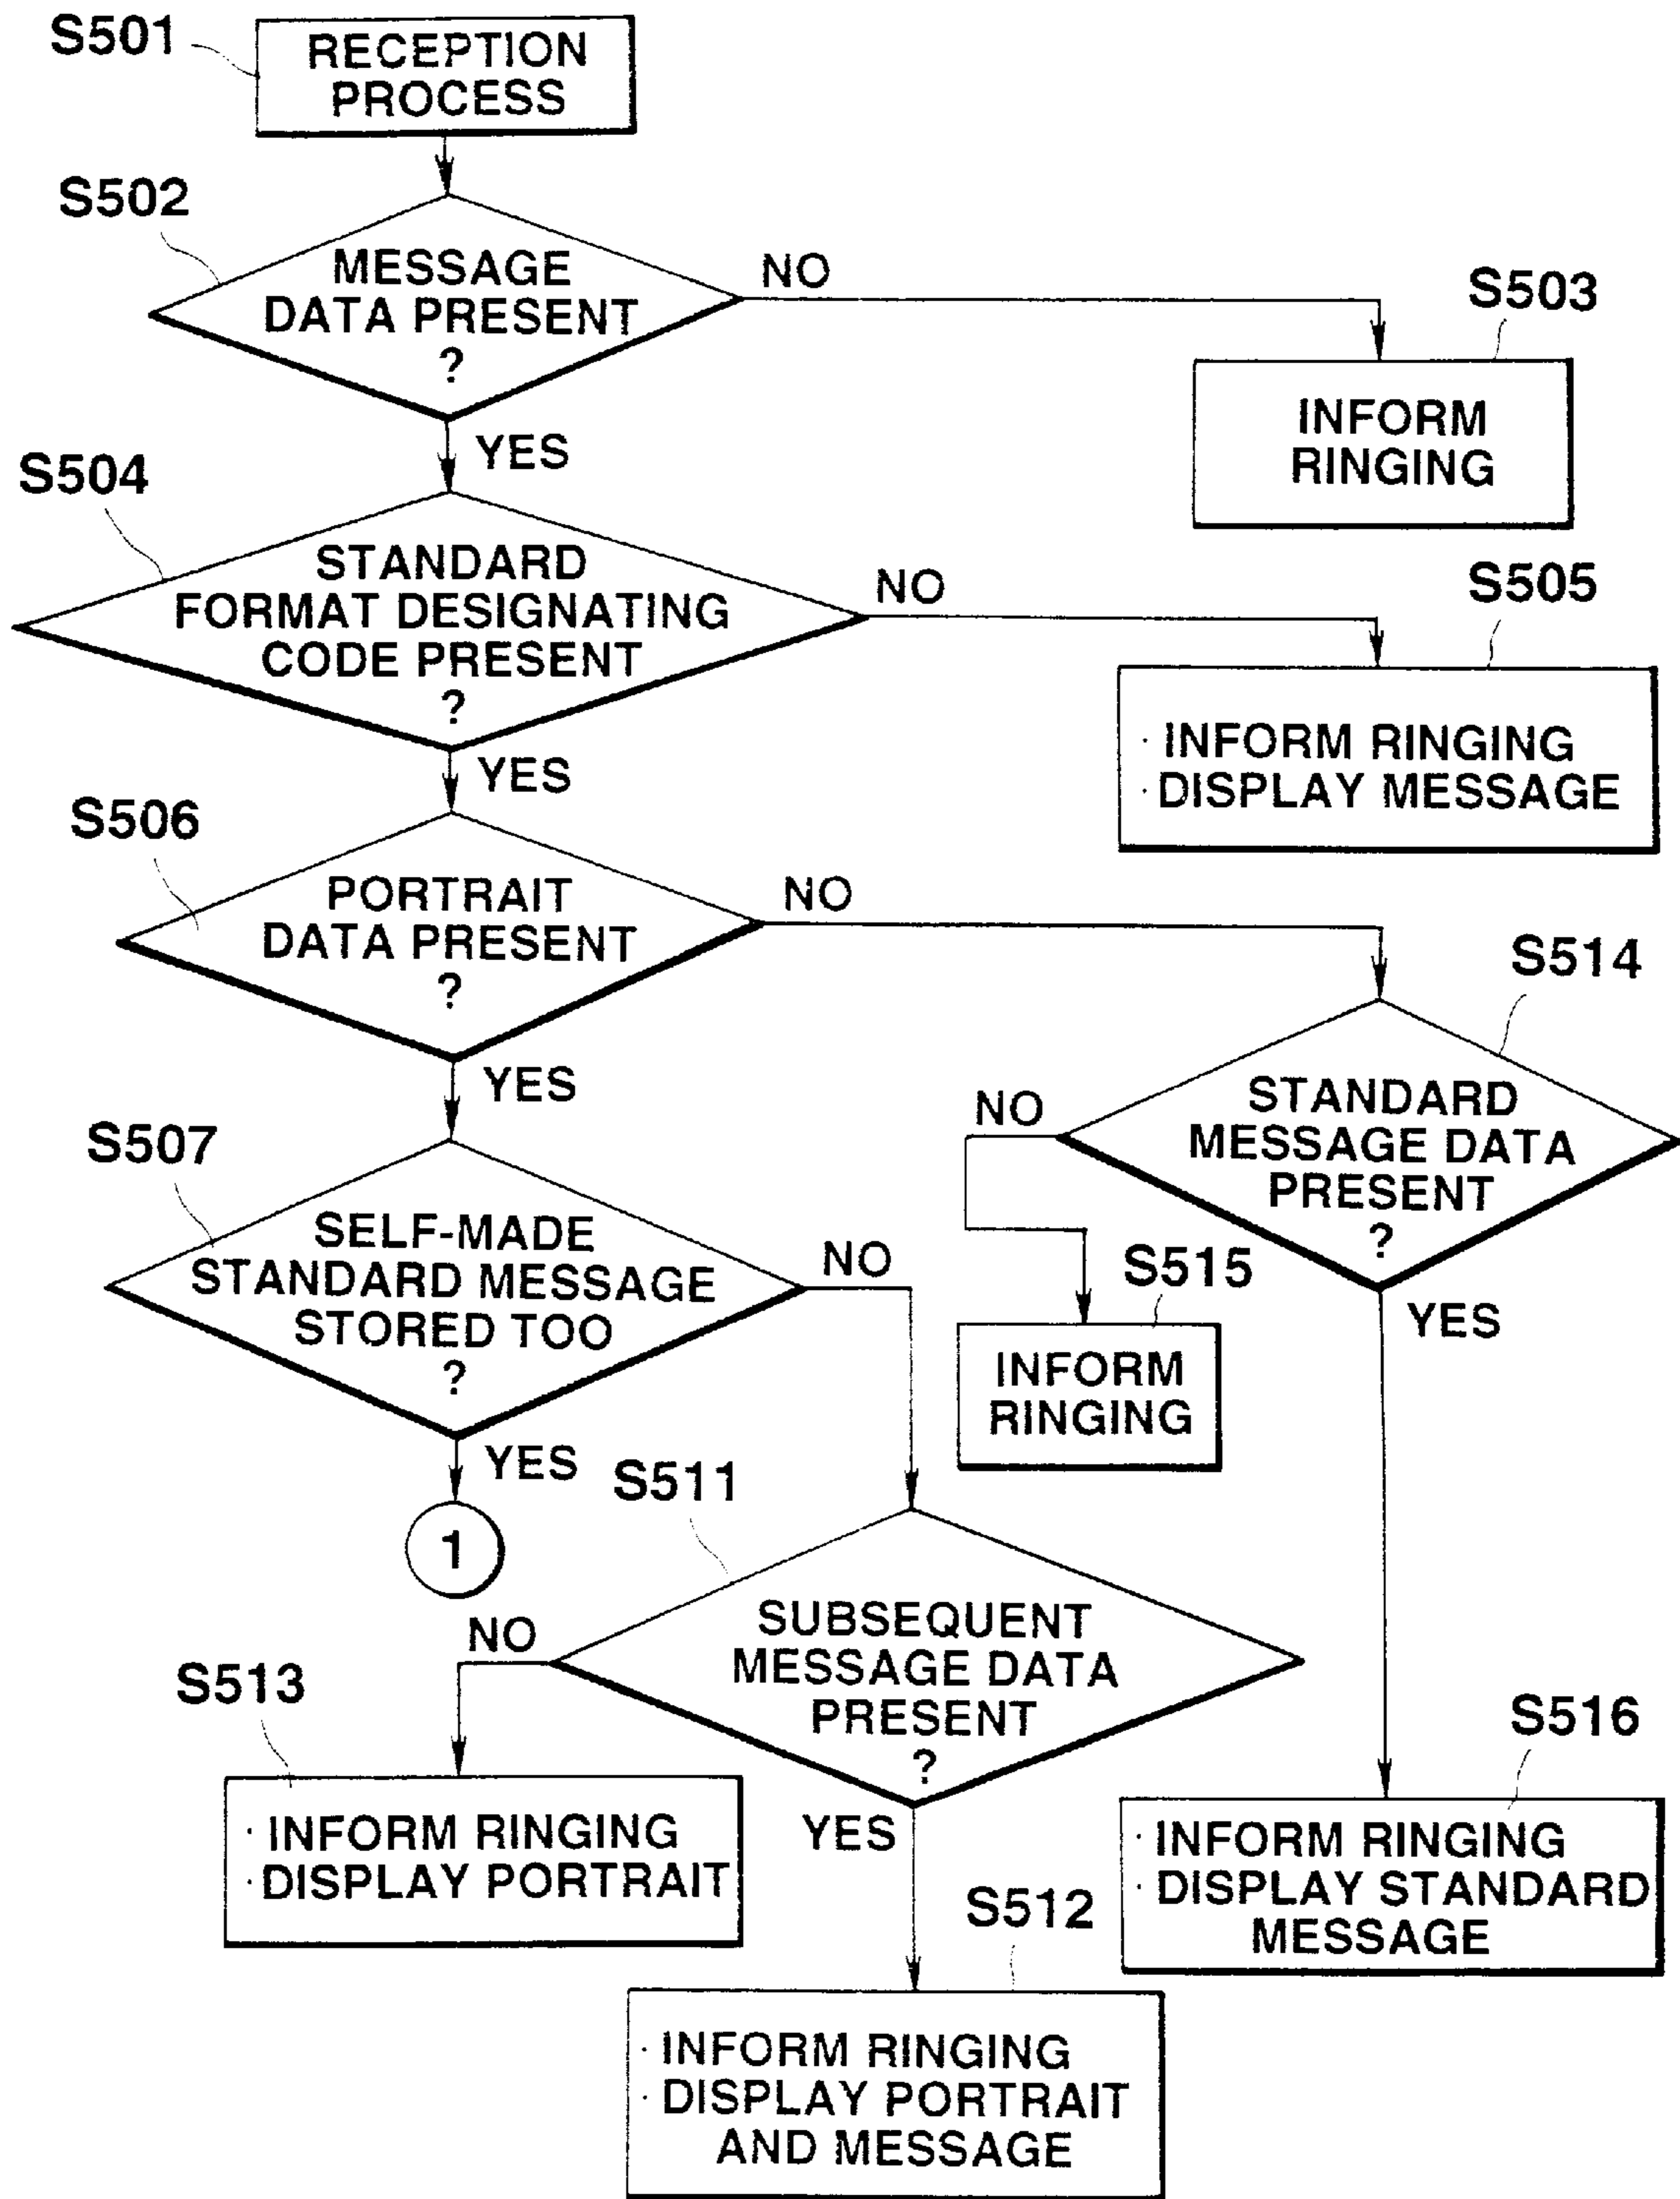 S501
RECEPTION
PROCESS
S502
MESSAGE
DATA PRESENT
?
NO
S503
INFORM
RINGING
YES
S504
STANDARD
FORMAT DESIGNATING
CODE PRESENT
?
NO
S505
· INFORM RINGING
· DISPLAY MESSAGE
YES
S506
PORTRAIT
DATA PRESENT
?
NO
S514
STANDARD
MESSAGE DATA
PRESENT
?
NO
S515
INFORM
RINGING
YES
YES
S507
SELF-MADE
STANDARD MESSAGE
STORED TOO
?
NO
YES
1
S511
SUBSEQUENT
MESSAGE DATA
PRESENT
?
NO
S513
· INFORM RINGING
· DISPLAY PORTRAIT
YES
S512
· INFORM RINGING
· DISPLAY PORTRAIT
AND MESSAGE
S516
· INFORM RINGING
· DISPLAY STANDARD
MESSAGE